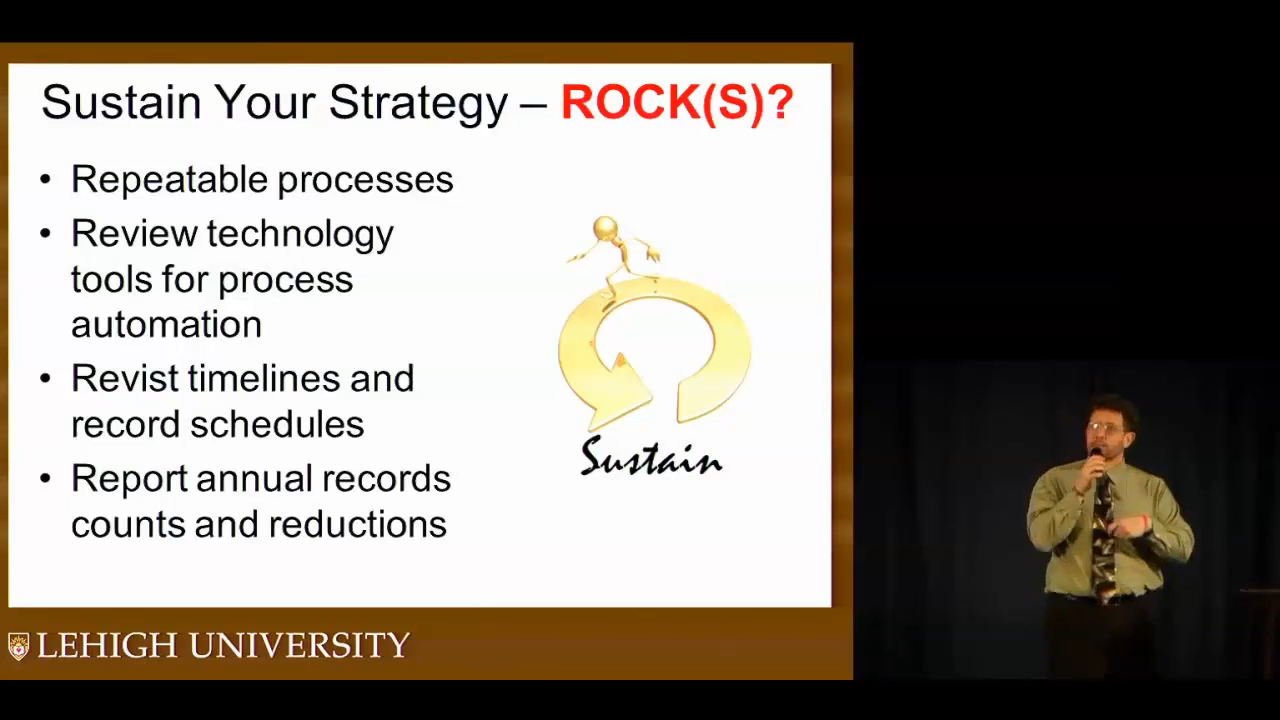 Sustain Your Strategy – ROCK(S)?
• Repeatable processes
• Review technology
tools for process
automation
• Revist timelines and
record schedules
• Report annual records
counts and reductions
Sustain
LEHIGH UNIVERSITY